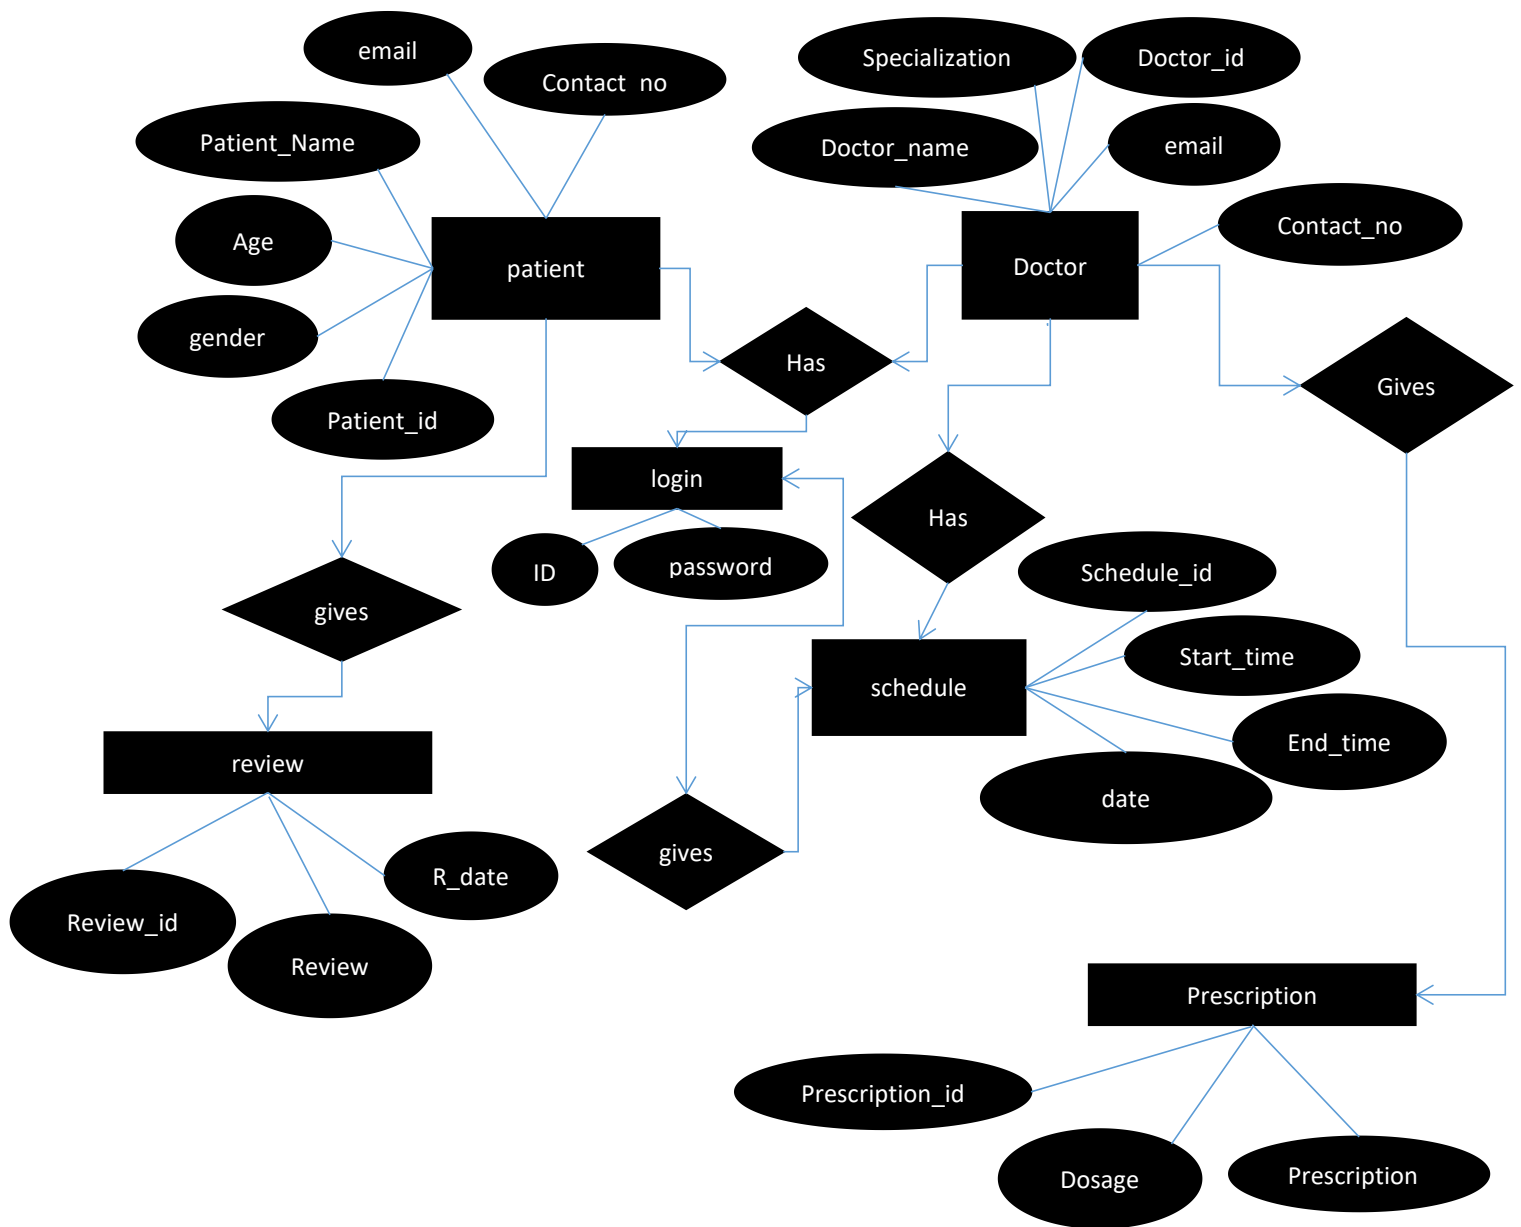 email
Contact no
Specialization
Doctor_id
Patient_Name
Doctor_name
email
Age
patient
Doctor
Contact_no
gender
Has
Gives
Patient_id
login
Has
ID
password
Schedule_id
gives
Start_time
schedule
review
End_time
date
gives
R_date
Review_id
Review
Prescription
Prescription_id
Dosage
Prescription